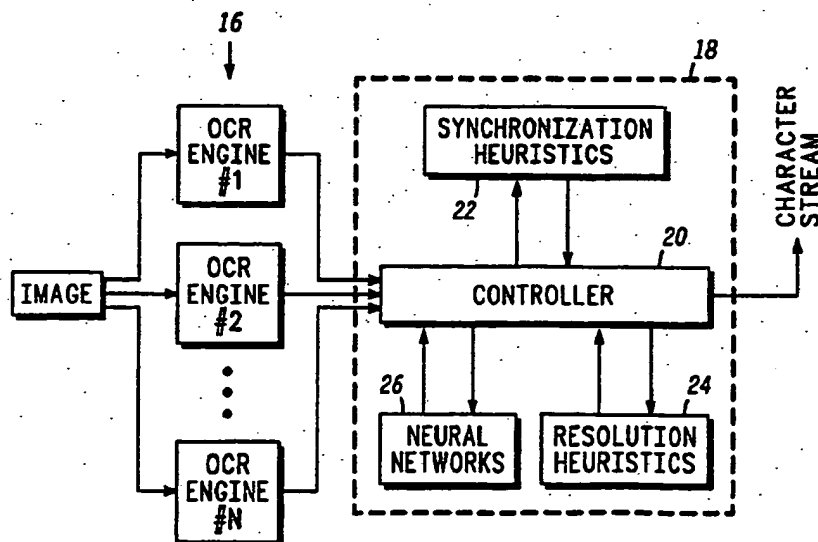 16
18
OCR
ENGINE
#1
SYNCHRONIZATION
HEURISTICS
22
CHARACTER
STREAM
20
IMAGE
OCR
ENGINE
#2
CONTROLLER
26
24
NEURAL
NETWORKS
RESOLUTION
HEURISTICS
OCR
ENGINE
#N